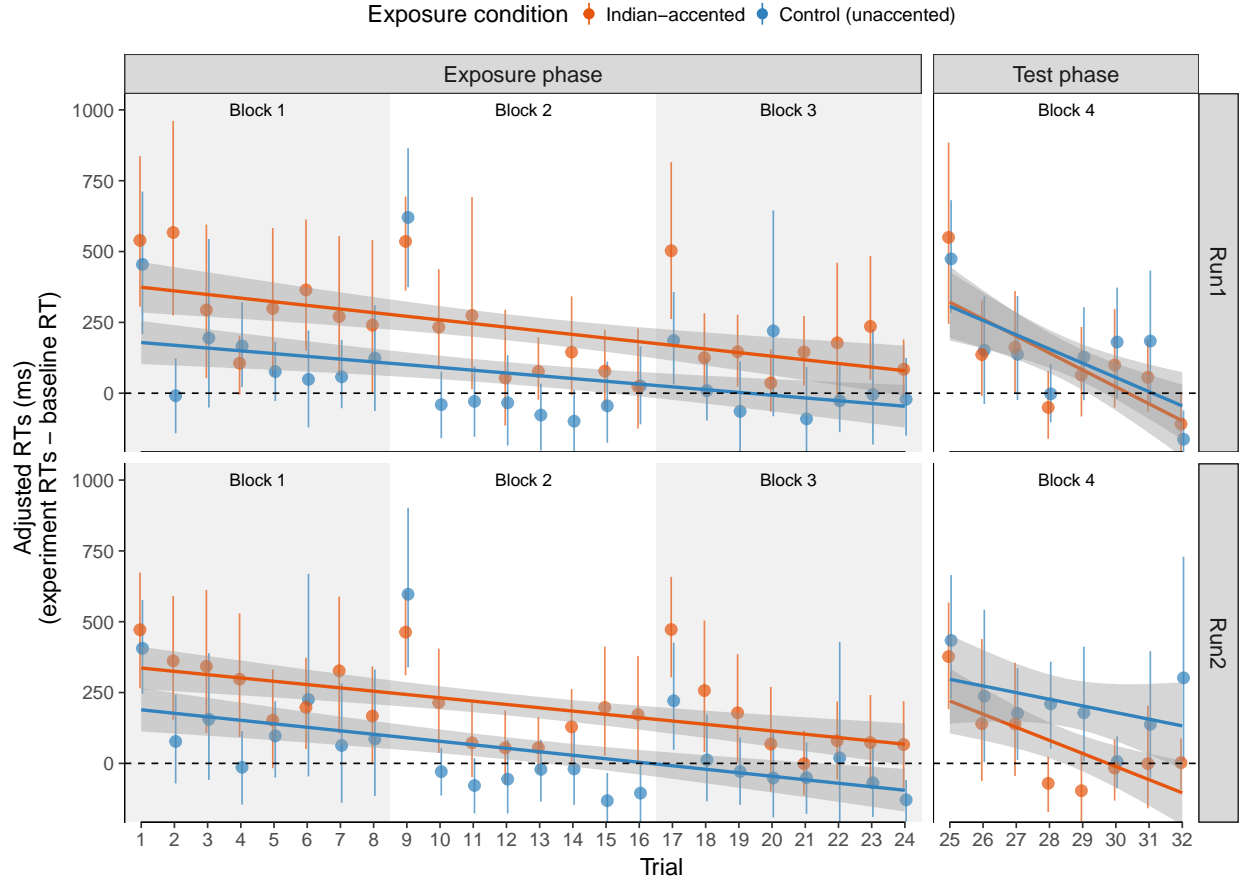 Exposure condition Indian−accented Control (unaccented)
Exposure phase Test phase
Block 1 Block 2 Block 3 Block 4
1000
750
500
250
0
Run1
Block 1 Block 2 Block 3 Block 4
1000
750
500
250
0
Run2
Adjusted RTs (ms)
(experiment RTs − baseline RT)
1 2 3 4 5 6 7 8 9 10 11 12 13 14 15 16 17 18 19 20 21 22 23 24 25 26 27 28 29 30 31 32
Trial